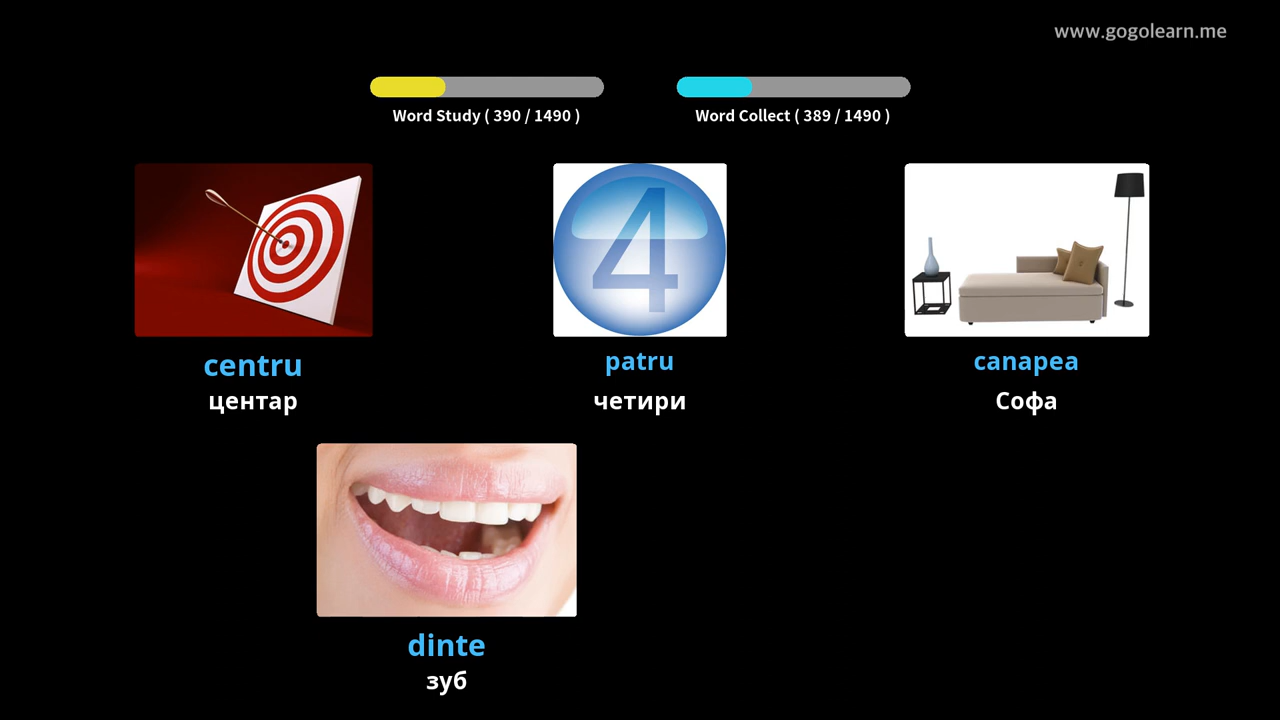 www.gogolearn.me
Word Study ( 390 / 1490 )
Word Collect ( 389 / 1490 )
4
centru
центар
patru
четири
canapea
Софа
dinte
зуб